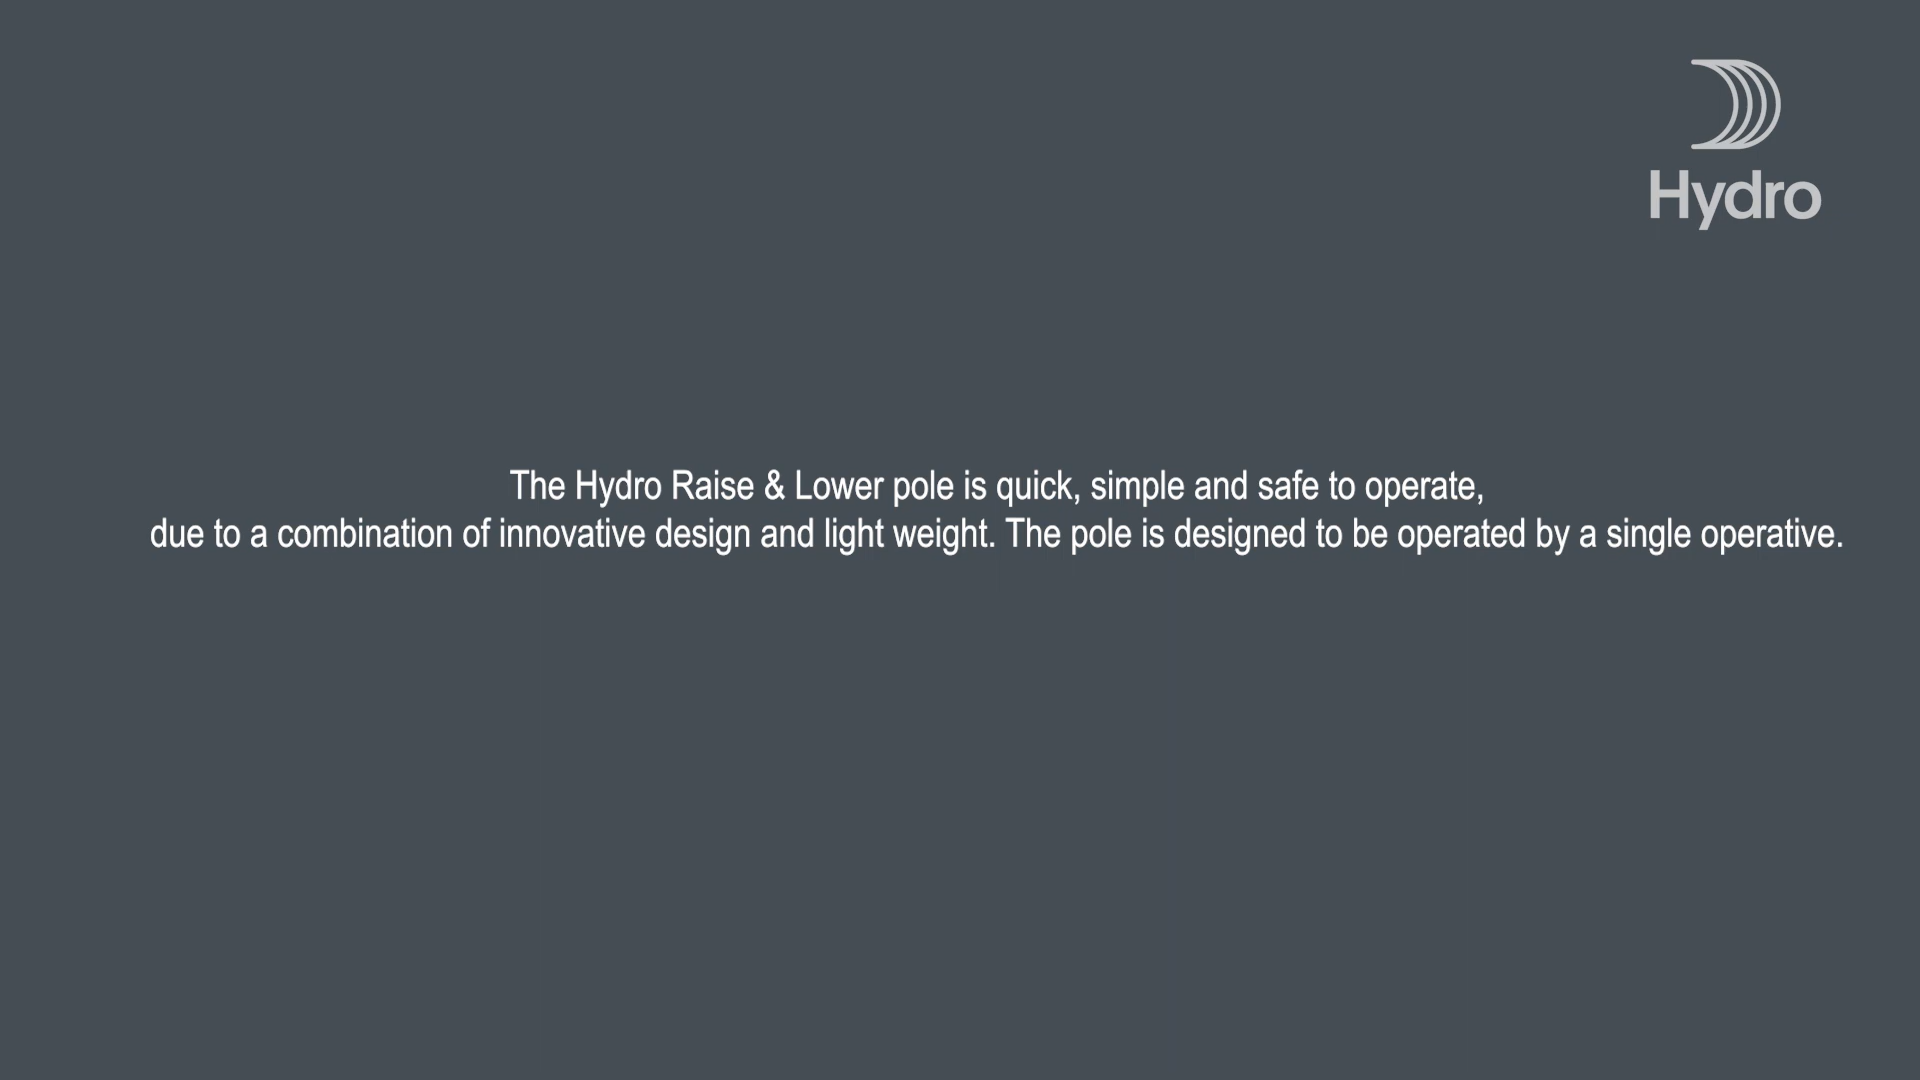 Hydro
The Hydro Raise & Lower pole is quick, simple and safe to operate,
due to a combination of innovative design and light weight. The pole is designed to be operated by a single operative.